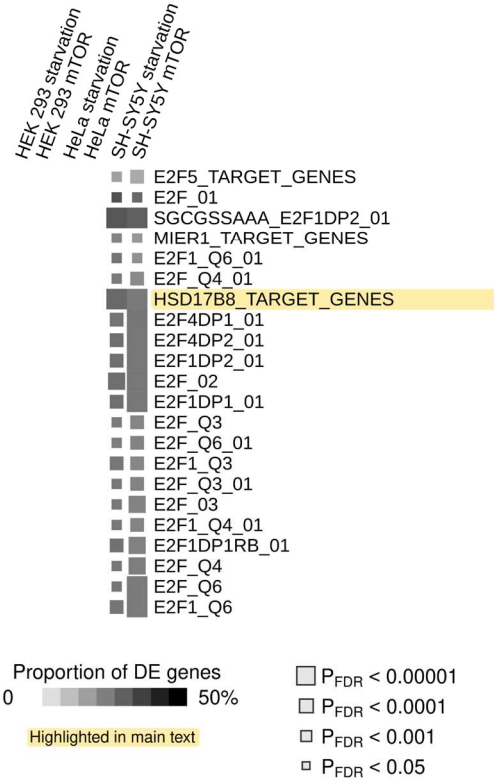 HEK 293 starvation
HEK 293 mTOR
HeLa starvation
HeLa mTOR
SH-SY5Y starvation
SH-SY5Y mTOR
E2F5_TARGET_GENES
E2F_01
SGCGSSAAA_E2F1DP2_01
MIER1_TARGET_GENES
E2F1_Q6_01
E2F_Q4_01
HSD17B8_TARGET_GENES
E2F4DP1_01
E2F4DP2_01
E2F1DP2_01
E2F_02
E2F1DP1_01
E2F_Q3
E2F_Q6_01
E2F1_Q3
E2F_Q3_01
E2F_03
E2F1_Q4_01
E2F1DP1RB_01
E2F_Q4
E2F_Q6
E2F1_Q6
Proportion of DE genes
0 50%
Highlighted in main text
PFDR < 0.00001
PFDR < 0.0001
PFDR < 0.001
PFDR < 0.05